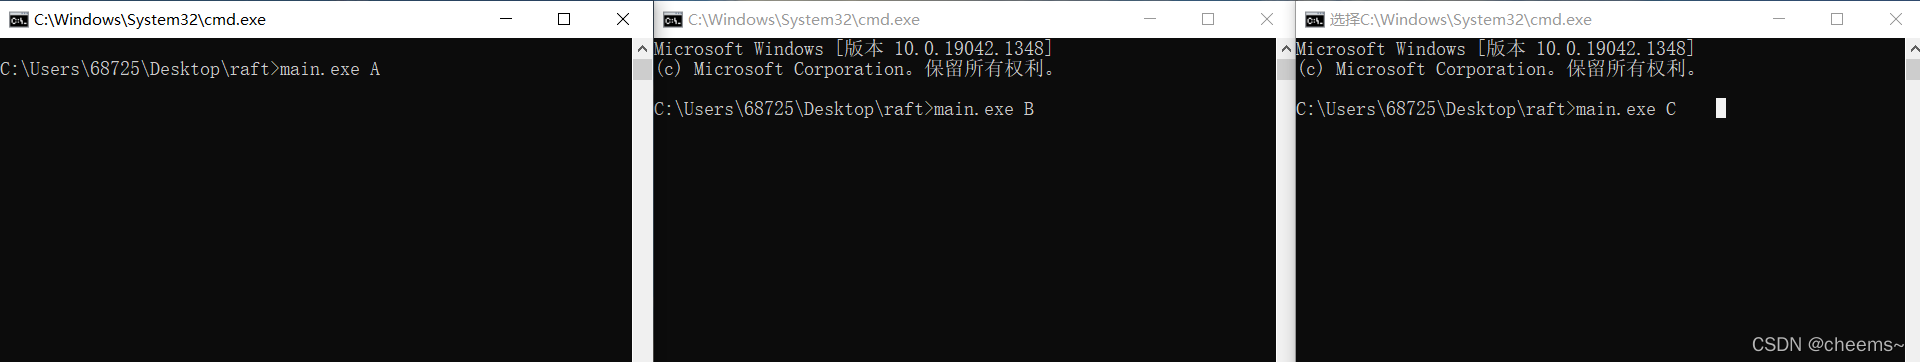 C:\Windows\System32\cmd.exe
C:\Users\68725\Desktop\raft>main.exe A
C:\Windows\System32\cmd.exe
Microsoft Windows [版本 10.0.19042.1348]
(c) Microsoft Corporation。保留所有权利。
C:\Users\68725\Desktop\raft>main.exe B
选择C:\Windows\System32\cmd.exe
Microsoft Windows [版本 10.0.19042.1348]
(c) Microsoft Corporation。保留所有权利。
C:\Users\68725\Desktop\raft>main.exe C
CSDN @cheems~